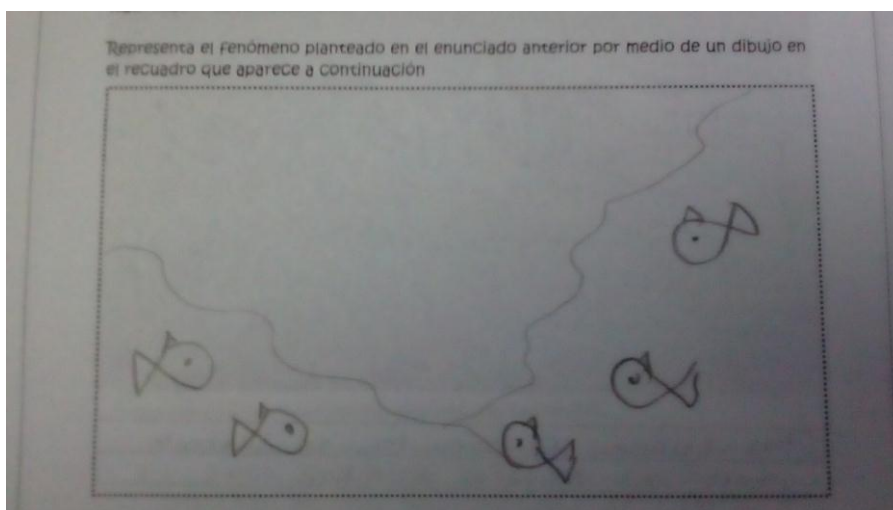 Representa el fenómeno planteado en el enunciado anterior por medio de un dibujo en
el recuadro que aparece a continuación